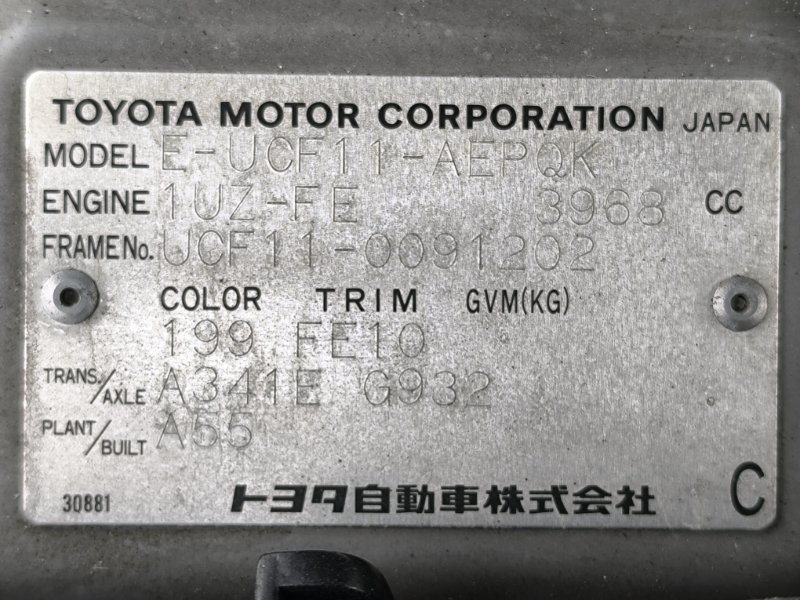 TOYOTA MOTOR CORPORATION JAPAN
MODEL E-UCF11-AEPQK
ENGINE 1UZ-FE 3968 CC
FRAME No. UCF11-0091202
COLOR TRIM GVM(KG)
199 FE10
TRANS./AXLE A341E G932
PLANT/BUILT A55
30881 トヨタ自動車株式会社 C